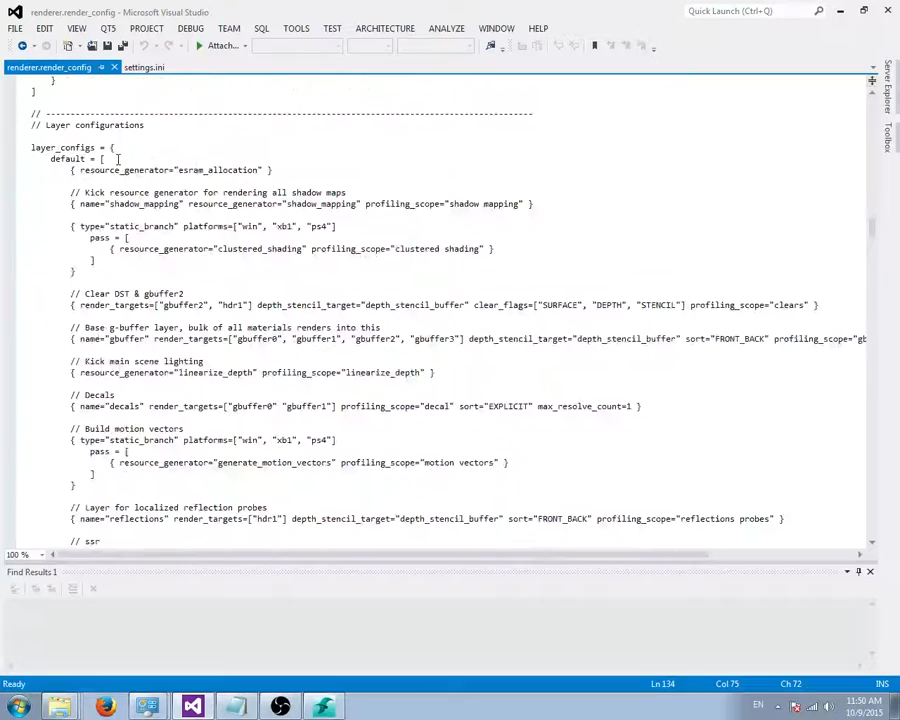 renderer.render_config - Microsoft Visual Studio
Quick Launch (Ctrl+Q)
FILE EDIT VIEW QT5 PROJECT DEBUG TEAM SQL TOOLS TEST ARCHITECTURE ANALYZE WINDOW HELP
Attach...
renderer.render_config settings.ini
Server Explorer
Toolbox
}
]
// ------------------------------------------------------------------------------------------------
// Layer configurations
layer_configs = {
default = [
{ resource_generator="esram_allocation" }
// Kick resource generator for rendering all shadow maps
{ name="shadow_mapping" resource_generator="shadow_mapping" profiling_scope="shadow mapping" }
{ type="static_branch" platforms=["win", "xb1", "ps4"]
pass = [
{ resource_generator="clustered_shading" profiling_scope="clustered shading" }
]
}
// Clear DST & gbuffer2
{ render_targets=["gbuffer2", "hdr1"] depth_stencil_target="depth_stencil_buffer" clear_flags=["SURFACE", "DEPTH", "STENCIL"] profiling_scope="clears" }
// Base g-buffer layer, bulk of all materials renders into this
{ name="gbuffer" render_targets=["gbuffer0", "gbuffer1", "gbuffer2", "gbuffer3"] depth_stencil_target="depth_stencil_buffer" sort="FRONT_BACK" profiling_scope="gb
// Kick main scene lighting
{ resource_generator="linearize_depth" profiling_scope="linearize_depth" }
// Decals
{ name="decals" render_targets=["gbuffer0" "gbuffer1"] profiling_scope="decal" sort="EXPLICIT" max_resolve_count=1 }
// Build motion vectors
{ type="static_branch" platforms=["win", "xb1", "ps4"]
pass = [
{ resource_generator="generate_motion_vectors" profiling_scope="motion vectors" }
]
}
// Layer for localized reflection probes
{ name="reflections" render_targets=["hdr1"] depth_stencil_target="depth_stencil_buffer" sort="FRONT_BACK" profiling_scope="reflections probes" }
// ssr
100 %
Find Results 1
Ready Ln 134 Col 75 Ch 72 INS
EN 11:50 AM
10/9/2015